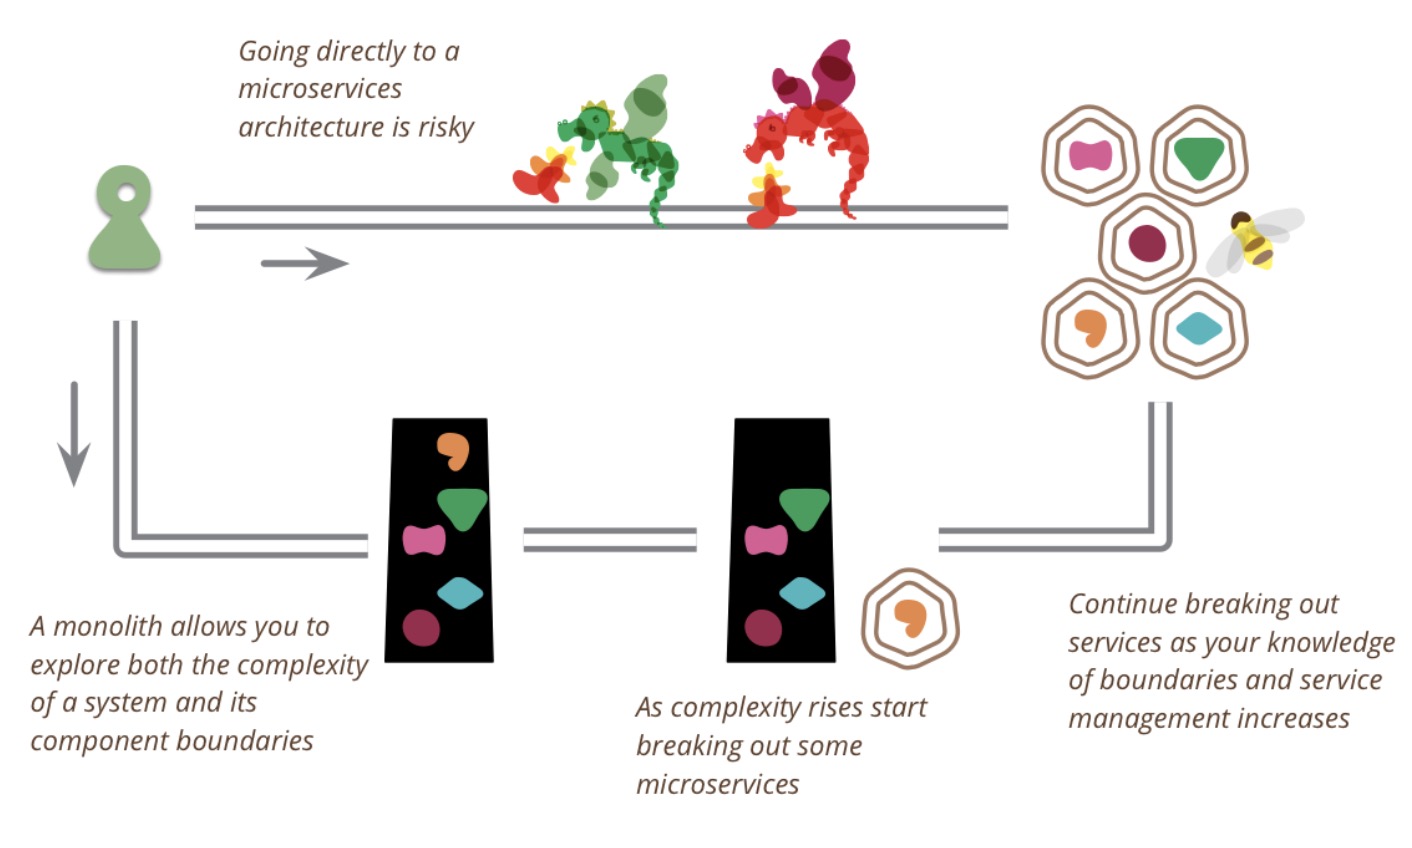 Going directly to a
microservices
architecture is risky
A monolith allows you to
explore both the complexity
of a system and its
component boundaries
As complexity rises start
breaking out some
microservices
Continue breaking out
services as your knowledge
of boundaries and service
management increases